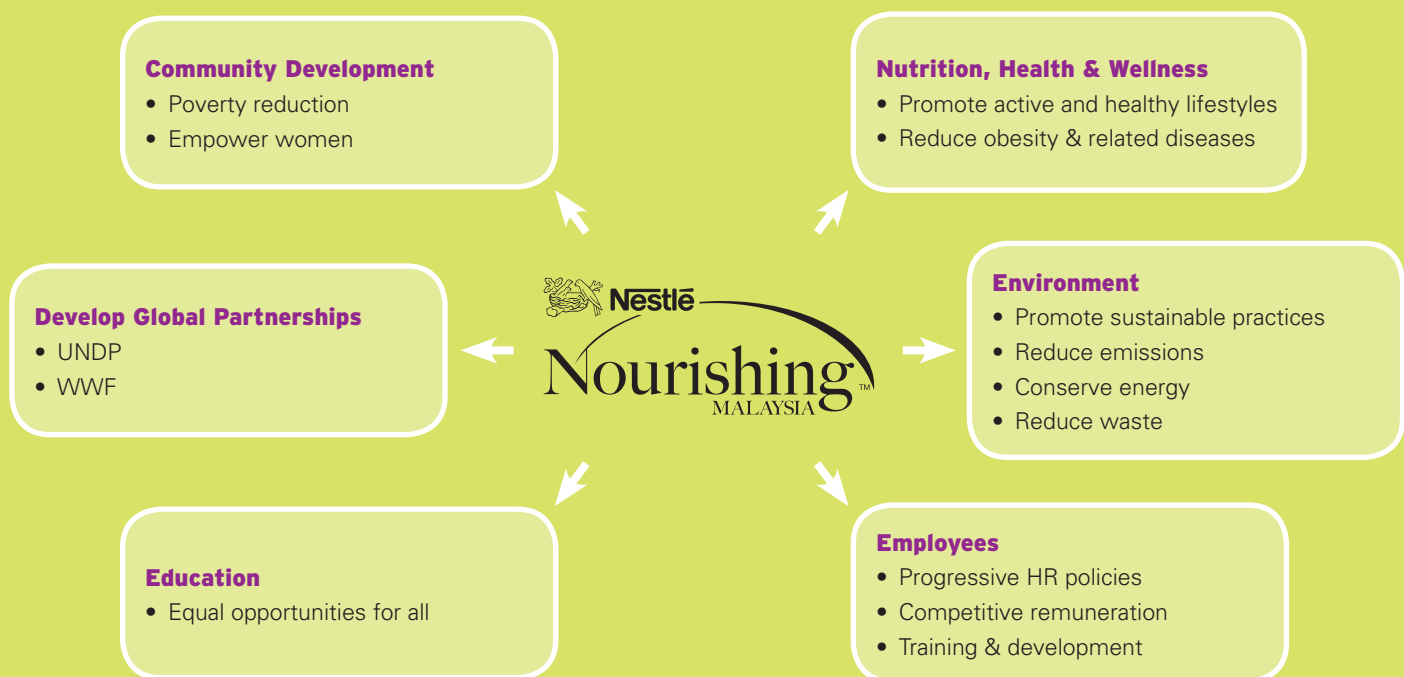 Community Development
• Poverty reduction
• Empower women
Nutrition, Health & Wellness
• Promote active and healthy lifestyles
• Reduce obesity & related diseases
Develop Global Partnerships
• UNDP
• WWF
Nestlé
Nourishing™
MALAYSIA
Environment
• Promote sustainable practices
• Reduce emissions
• Conserve energy
• Reduce waste
Education
• Equal opportunities for all
Employees
• Progressive HR policies
• Competitive remuneration
• Training & development